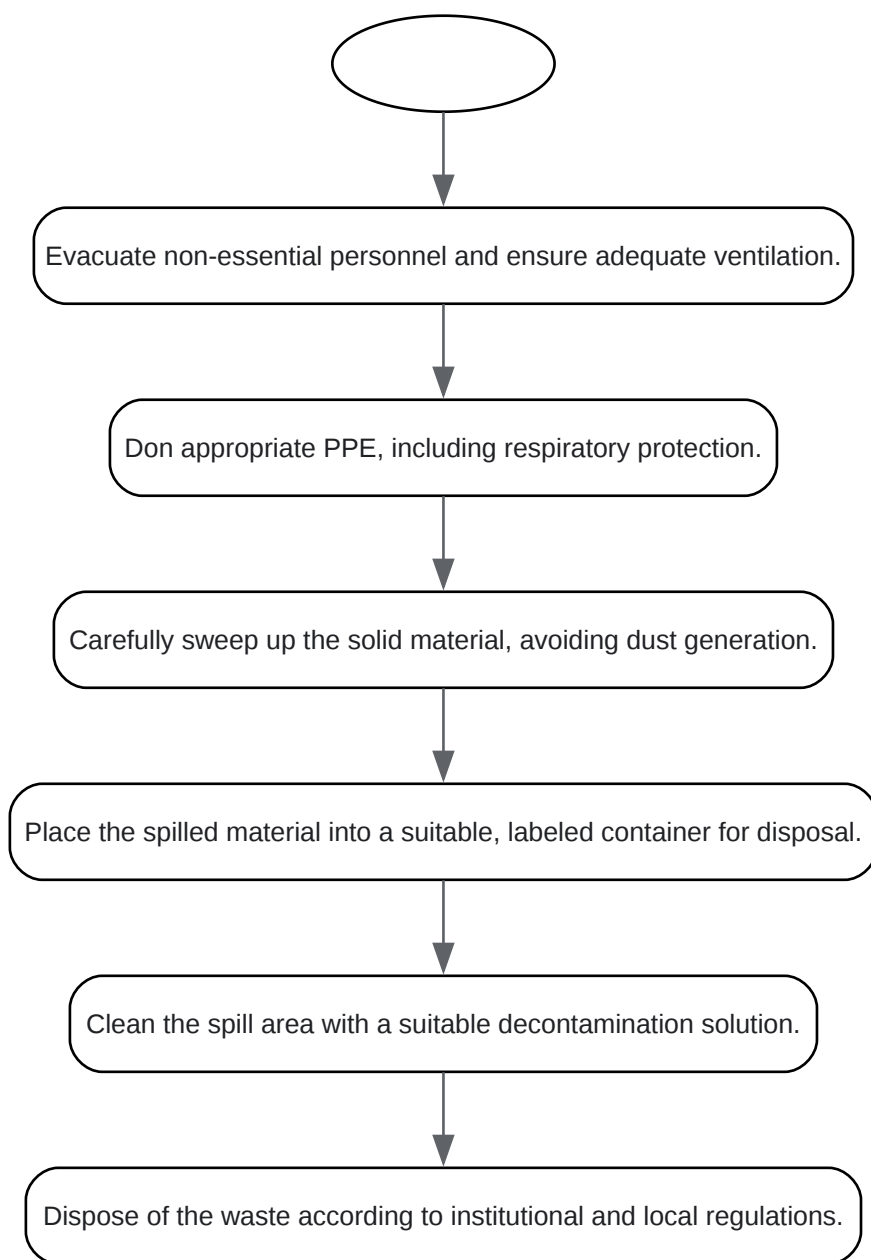 Evacuate non-essential personnel and ensure adequate ventilation.
Don appropriate PPE, including respiratory protection.
Carefully sweep up the solid material, avoiding dust generation.
Place the spilled material into a suitable, labeled container for disposal.
Clean the spill area with a suitable decontamination solution.
Dispose of the waste according to institutional and local regulations.